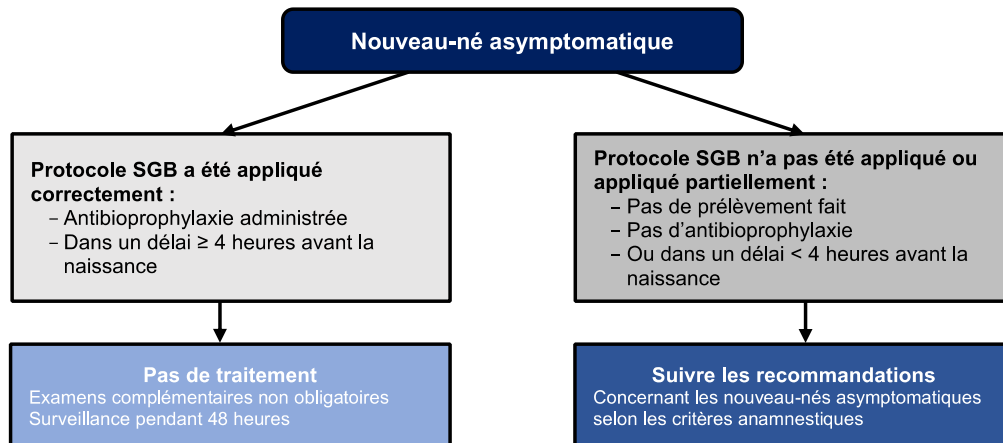 Nouveau-né asymptomatique
Protocole SGB a été appliqué
correctement :
– Antibioprophylaxie administrée
– Dans un délai ≥ 4 heures avant la
naissance
Protocole SGB n'a pas été appliqué ou
appliqué partiellement :
– Pas de prélèvement fait
– Pas d'antibioprophylaxie
– Ou dans un délai < 4 heures avant la
naissance
Pas de traitement
Examens complémentaires non obligatoires
Surveillance pendant 48 heures
Suivre les recommandations
Concernant les nouveau-nés asymptomatiques
selon les critères anamnestiques